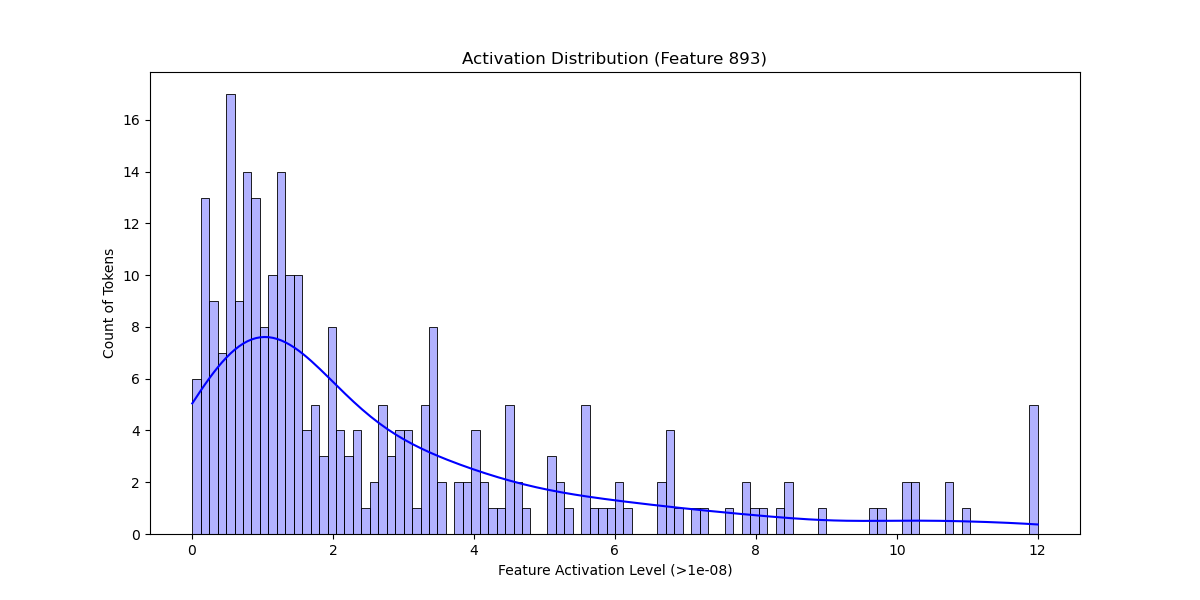 Activation Distribution (Feature 893)
Count of Tokens
16
14
12
10
8
6
4
2
0
0 2 4 6 8 10 12
Feature Activation Level (>1e-08)